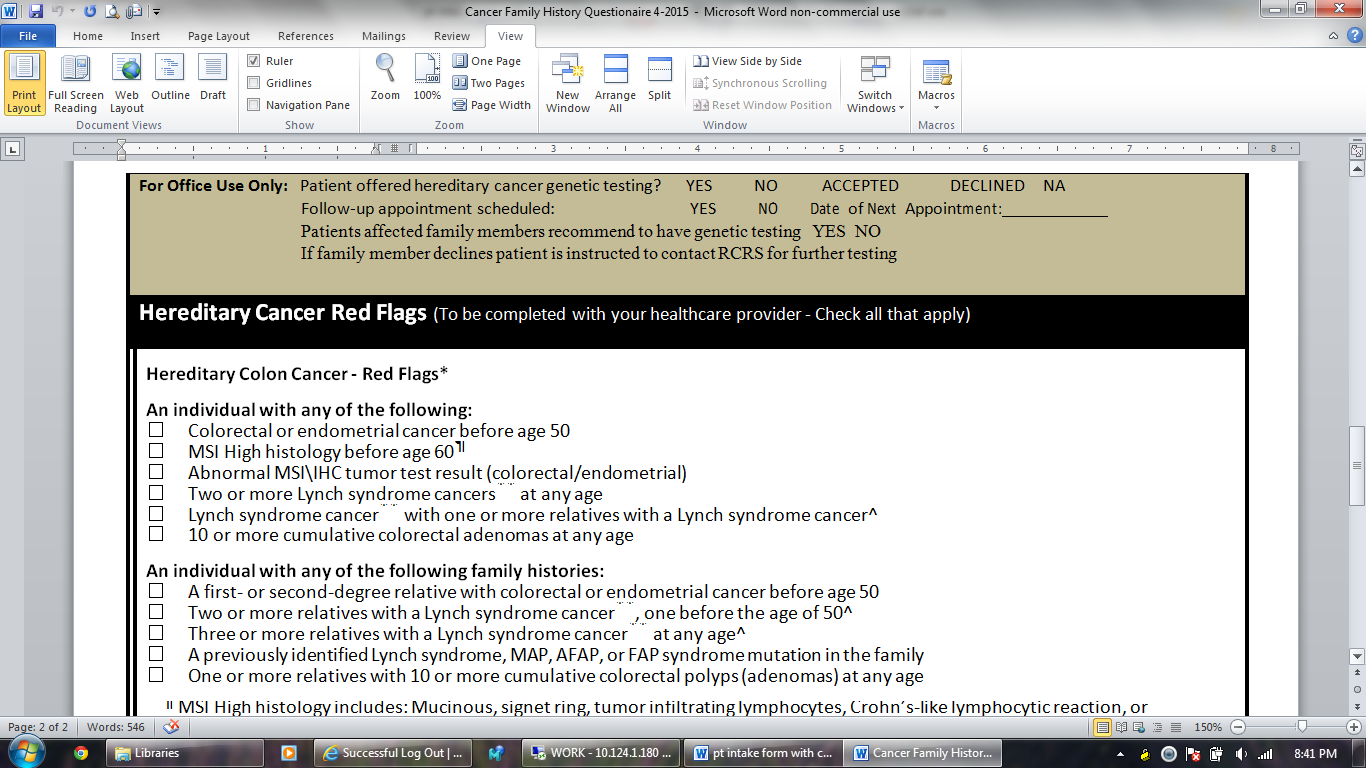 Cancer Family History Questionaire 4-2015 - Microsoft Word non-commercial use
File Home Insert Page Layout References Mailings Review View
Print Layout
Full Screen Reading
Web Layout
Outline
Draft
Document Views
Ruler
Gridlines
Navigation Pane
Show
Zoom
100
100%
One Page
Two Pages
Page Width
Zoom
New Window
Arrange All
Split
View Side by Side
Synchronous Scrolling
Reset Window Position
Window
Switch Windows
Macros
Macros
1 3 4 5 6 7 8
For Office Use Only: Patient offered hereditary cancer genetic testing? YES NO ACCEPTED DECLINED NA
Follow-up appointment scheduled: YES NO Date of Next Appointment:____________
Patients affected family members recommend to have genetic testing YES NO
If family member declines patient is instructed to contact RCRS for further testing
Hereditary Cancer Red Flags (To be completed with your healthcare provider - Check all that apply)
Hereditary Colon Cancer - Red Flags*
An individual with any of the following:
☐ Colorectal or endometrial cancer before age 50
☐ MSI High histology before age 60¶
☐ Abnormal MSI\IHC tumor test result (colorectal/endometrial)
☐ Two or more Lynch syndrome cancers at any age
☐ Lynch syndrome cancer with one or more relatives with a Lynch syndrome cancer^
☐ 10 or more cumulative colorectal adenomas at any age
An individual with any of the following family histories:
☐ A first- or second-degree relative with colorectal or endometrial cancer before age 50
☐ Two or more relatives with a Lynch syndrome cancer , one before the age of 50^
☐ Three or more relatives with a Lynch syndrome cancer at any age^
☐ A previously identified Lynch syndrome, MAP, AFAP, or FAP syndrome mutation in the family
☐ One or more relatives with 10 or more cumulative colorectal polyps (adenomas) at any age
MSI High histology includes: Mucinous, signet ring, tumor infiltrating lymphocytes, Crohn's-like lymphocytic reaction, or
Page: 2 of 2 Words: 546 150%
Libraries Successful Log Out | ... WORK - 10.124.1.180 ... pt intake form with c... Cancer Family Histor... 8:41 PM